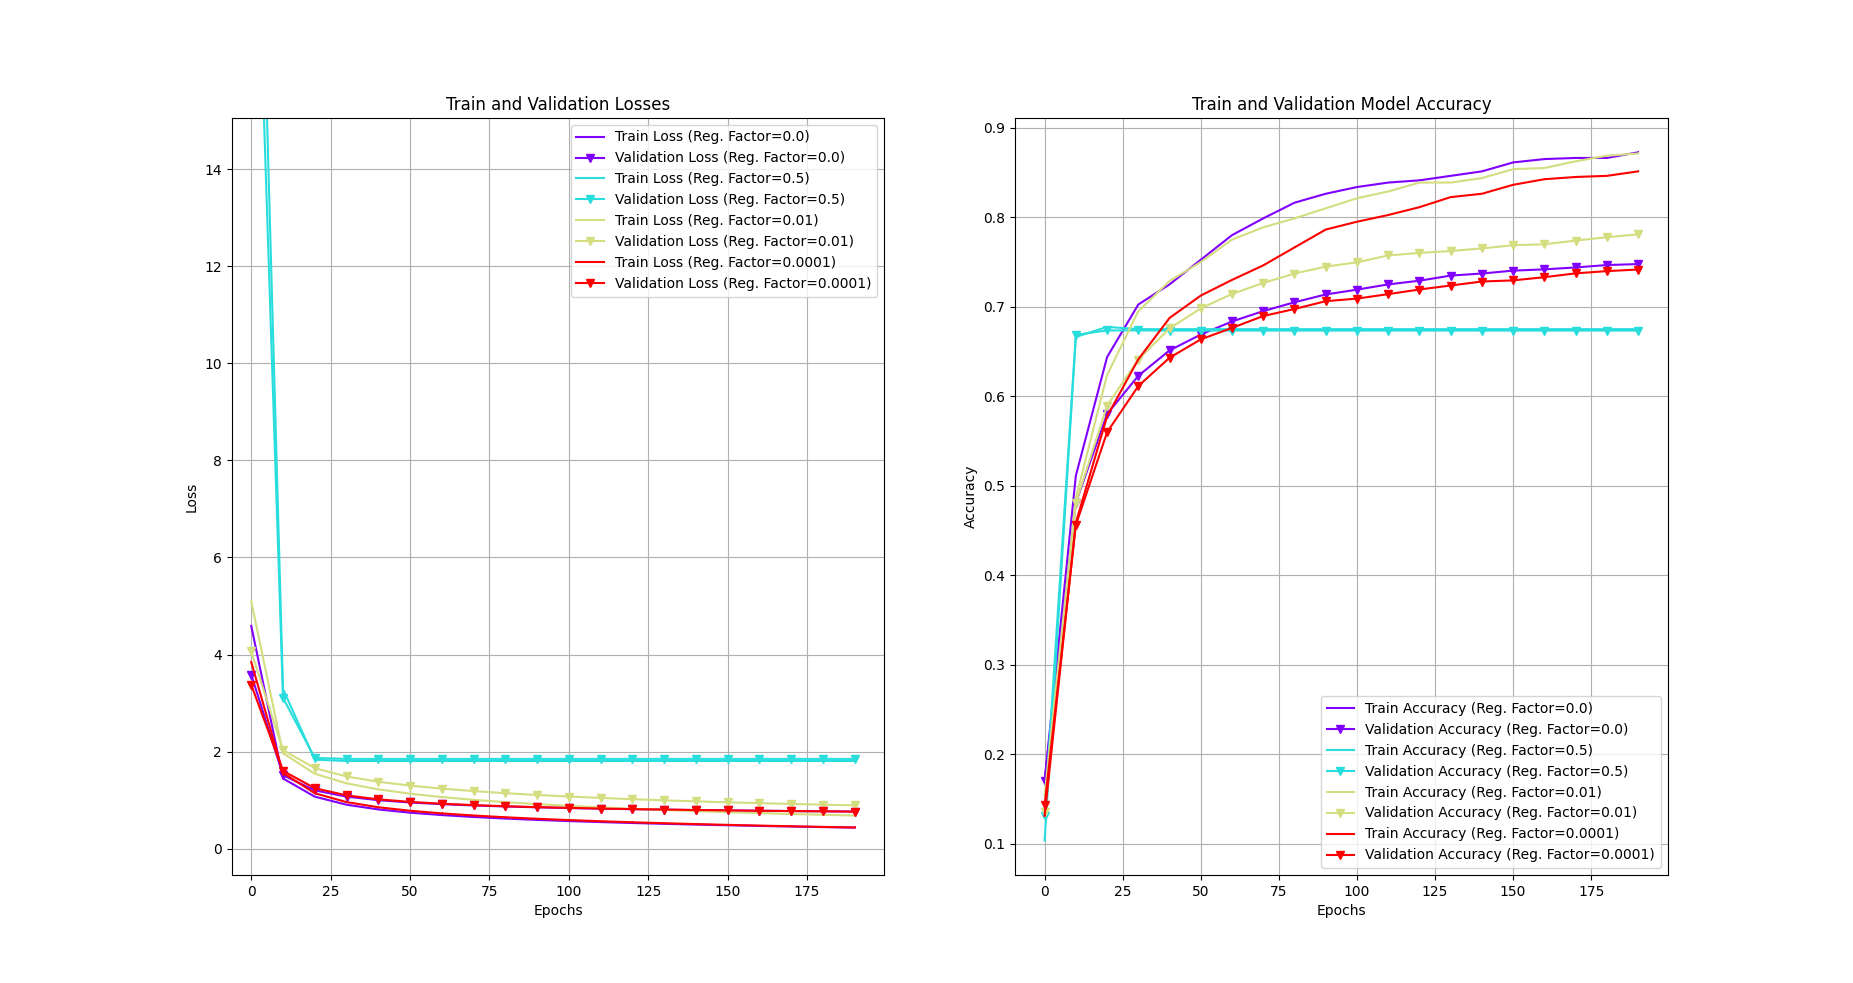 Train and Validation Losses
14
12
10
8
6
4
2
0
Loss
0
25
50
75
100
125
150
175
Epochs
Train Loss (Reg. Factor=0.0)
Validation Loss (Reg. Factor=0.0)
Train Loss (Reg. Factor=0.5)
Validation Loss (Reg. Factor=0.5)
Train Loss (Reg. Factor=0.01)
Validation Loss (Reg. Factor=0.01)
Train Loss (Reg. Factor=0.0001)
Validation Loss (Reg. Factor=0.0001)
Train and Validation Model Accuracy
0.9
0.8
0.7
0.6
0.5
0.4
0.3
0.2
0.1
Accuracy
0
25
50
75
100
125
150
175
Epochs
Train Accuracy (Reg. Factor=0.0)
Validation Accuracy (Reg. Factor=0.0)
Train Accuracy (Reg. Factor=0.5)
Validation Accuracy (Reg. Factor=0.5)
Train Accuracy (Reg. Factor=0.01)
Validation Accuracy (Reg. Factor=0.01)
Train Accuracy (Reg. Factor=0.0001)
Validation Accuracy (Reg. Factor=0.0001)